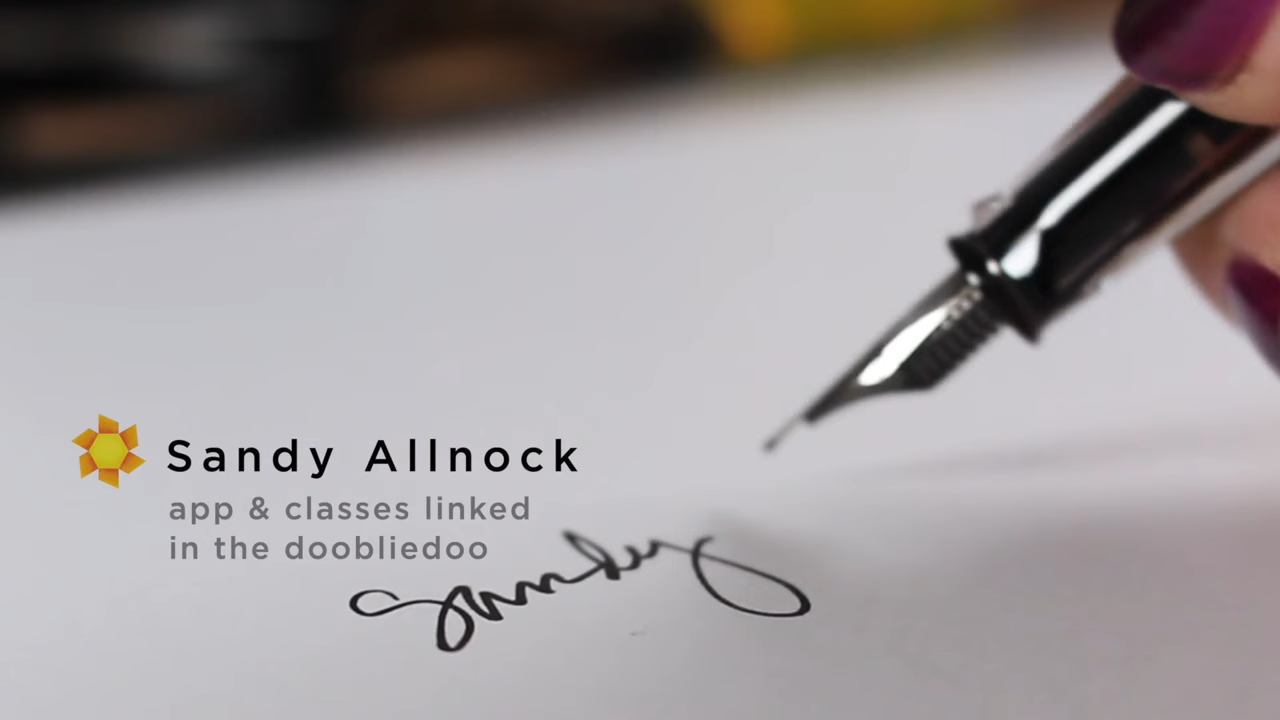 Sandy Allnock
app & classes linked
in the doobliedoo
Sandy